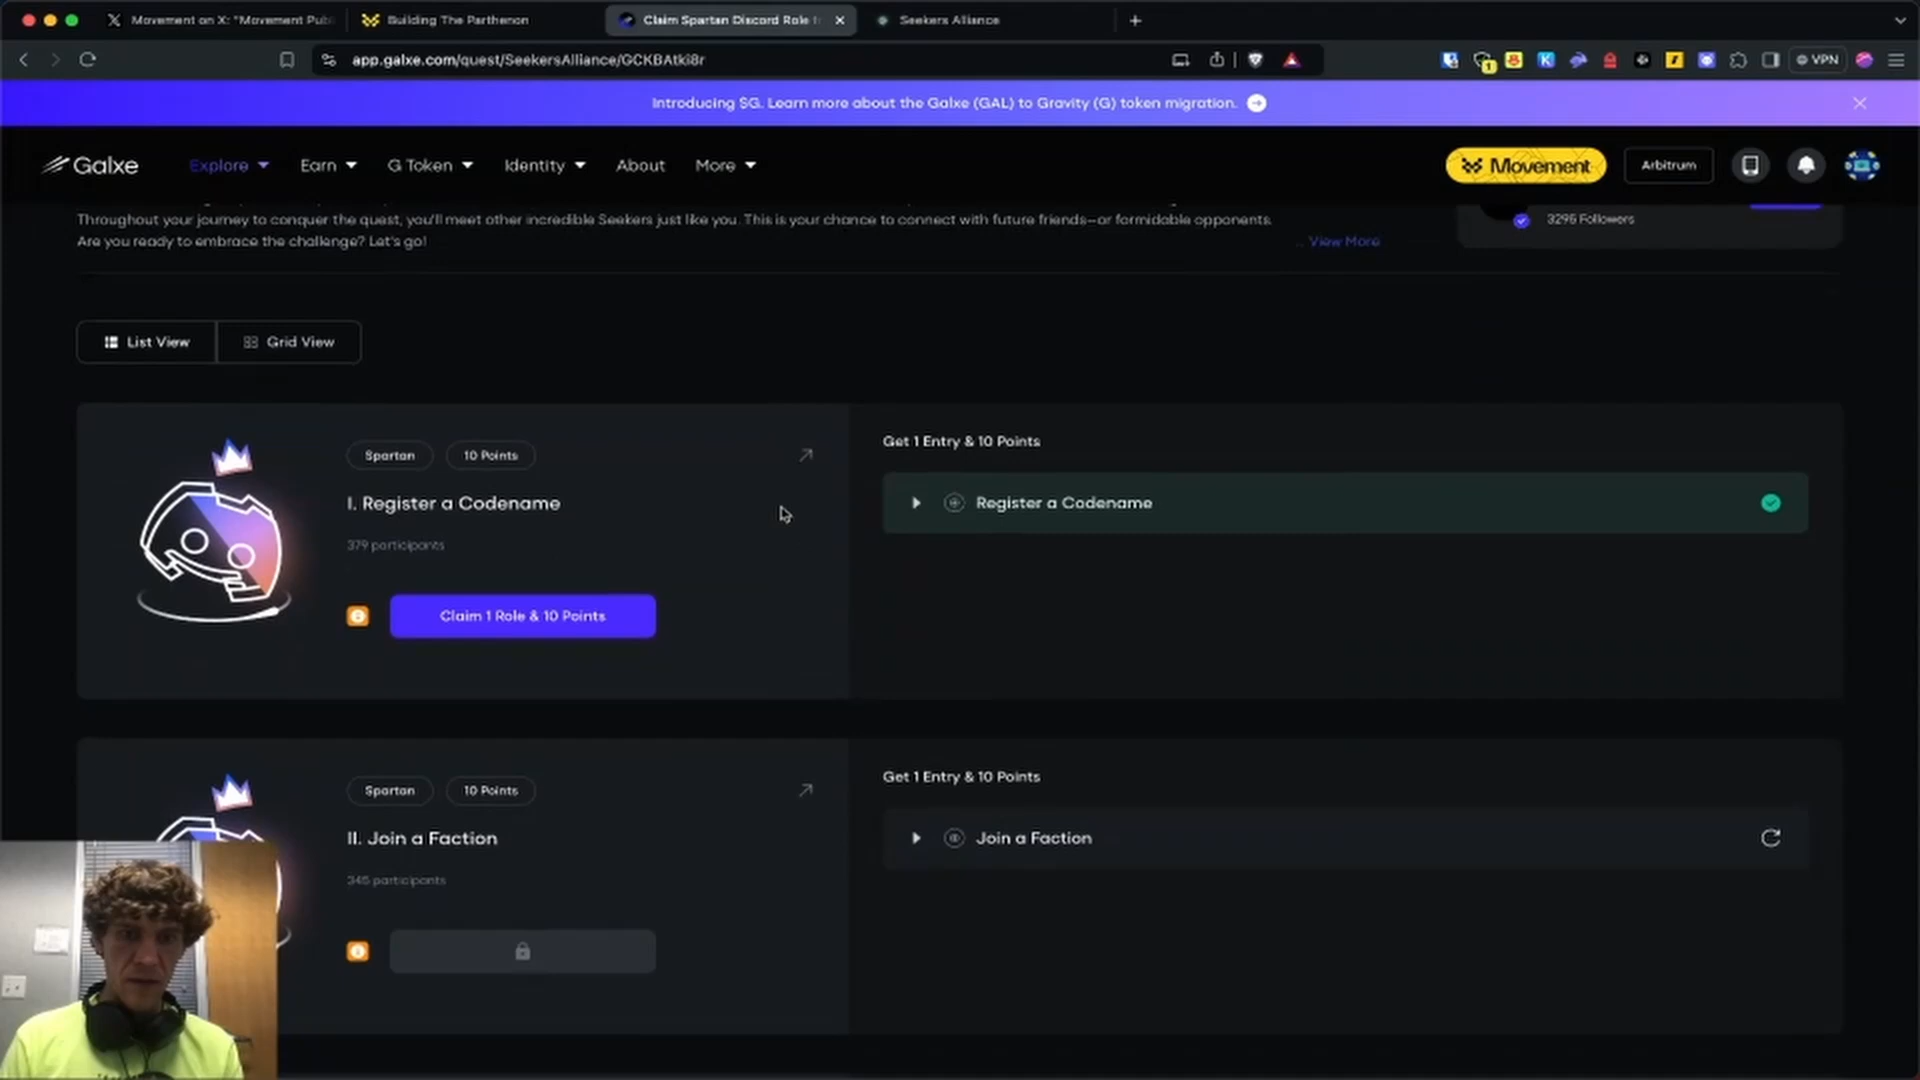 Movement on X: "Movement Publ
Building The Parthenon
Claim Spartan Discord Role f
Seekers Alliance
app.galxe.com/quest/SeekersAlliance/GCKBAtki8r
1
VPN
Introducing $G. Learn more about the Galxe (GAL) to Gravity (G) token migration.
Galxe
Explore
Earn
G Token
Identity
About
More
Movement
Arbitrum
Throughout your journey to conquer the quest, you'll meet other incredible Seekers just like you. This is your chance to connect with future friends—or formidable opponents.
Are you ready to embrace the challenge? Let's go!
... View More
3295 Followers
List View
Grid View
Spartan
10 Points
I. Register a Codename
379 participants
Claim 1 Role & 10 Points
Get 1 Entry & 10 Points
Register a Codename
Spartan
10 Points
II. Join a Faction
345 participants
Get 1 Entry & 10 Points
Join a Faction